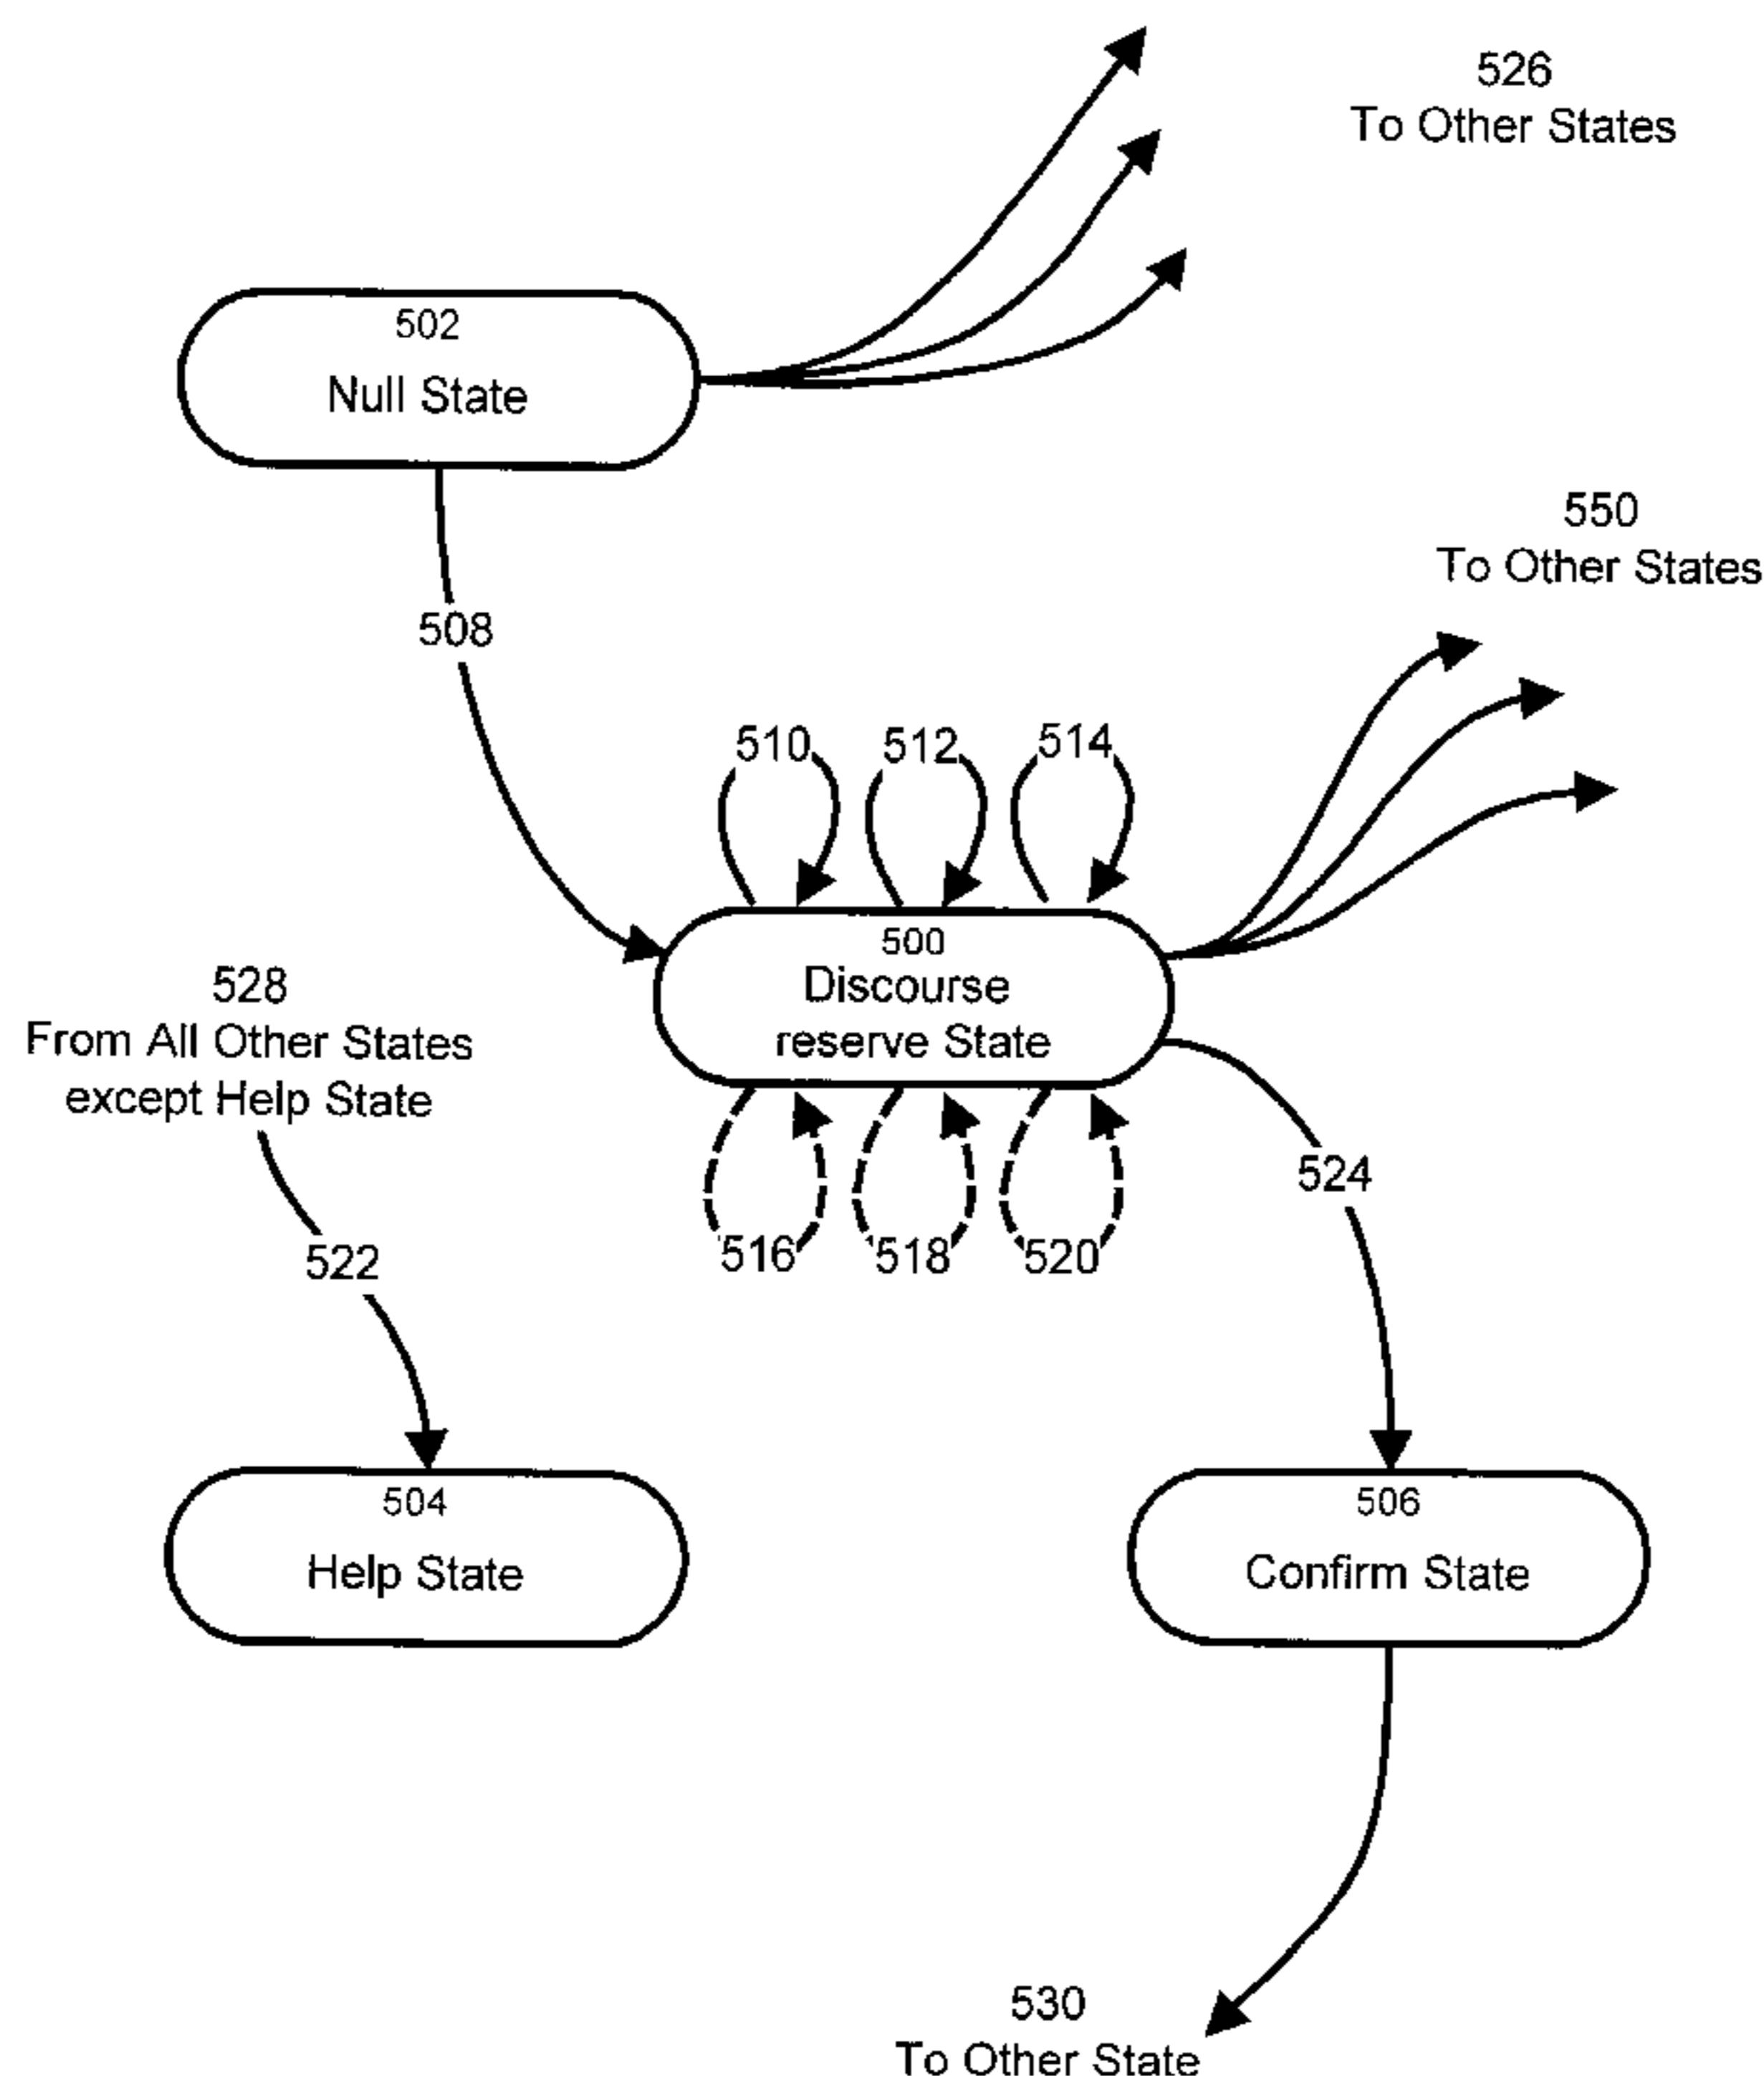 526
To Other States
502
Null State
550
To Other States
508
510
512
514
500
Discourse
reserve State
528
From All Other States
except Help State
524
516
518
520
522
504
Help State
506
Confirm State
530
To Other State